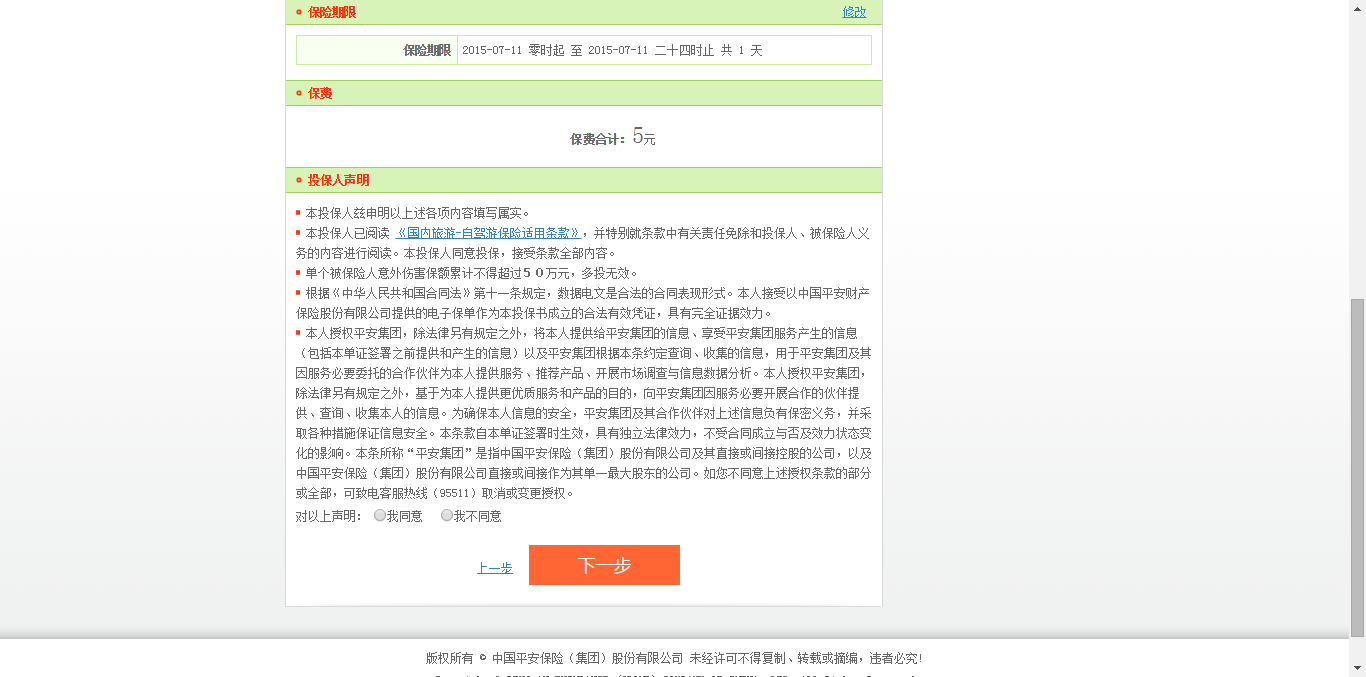 保险期限 修改
保险期限 2015-07-11 零时起 至 2015-07-11 二十四时止 共 1 天
保费
保费合计：5元
投保人声明
本投保人兹申明以上述各项内容填写属实。
本投保人已阅读 《国内旅游-自驾游保险适用条款》，并特别就条款中有关责任免除和投保人、被保险人义
务的内容进行阅读。本投保人同意投保，接受条款全部内容。
单个被保险人意外伤害保额累计不得超过５０万元，多投无效。
根据《中华人民共和国合同法》第十一条规定，数据电文是合法的合同表现形式。本人接受以中国平安财产
保险股份有限公司提供的电子保单作为本投保书成立的合法有效凭证，具有完全证据效力。
本人授权平安集团，除法律另有规定之外，将本人提供给平安集团的信息、享受平安集团服务产生的信息
（包括本单证签署之前提供和产生的信息）以及平安集团根据本条约定查询、收集的信息，用于平安集团及其
因服务必要委托的合作伙伴为本人提供服务、推荐产品、开展市场调查与信息数据分析。本人授权平安集团，
除法律另有规定之外，基于为本人提供更优质服务和产品的目的，向平安集团因服务必要开展合作的伙伴提
供、查询、收集本人的信息。为确保本人信息的安全，平安集团及其合作伙伴对上述信息负有保密义务，并采
取各种措施保证信息安全。本条款自本单证签署时生效，具有独立法律效力，不受合同成立与否及效力状态变
化的影响。本条所称“平安集团”是指中国平安保险（集团）股份有限公司及其直接或间接控股的公司，以及
中国平安保险（集团）股份有限公司直接或间接作为其单一最大股东的公司。如您不同意上述授权条款的部分
或全部，可致电客服热线（95511）取消或变更授权。
对以上声明： 我同意 我不同意
上一步 下一步
版权所有 © 中国平安保险（集团）股份有限公司 未经许可不得复制、转载或摘编，违者必究!